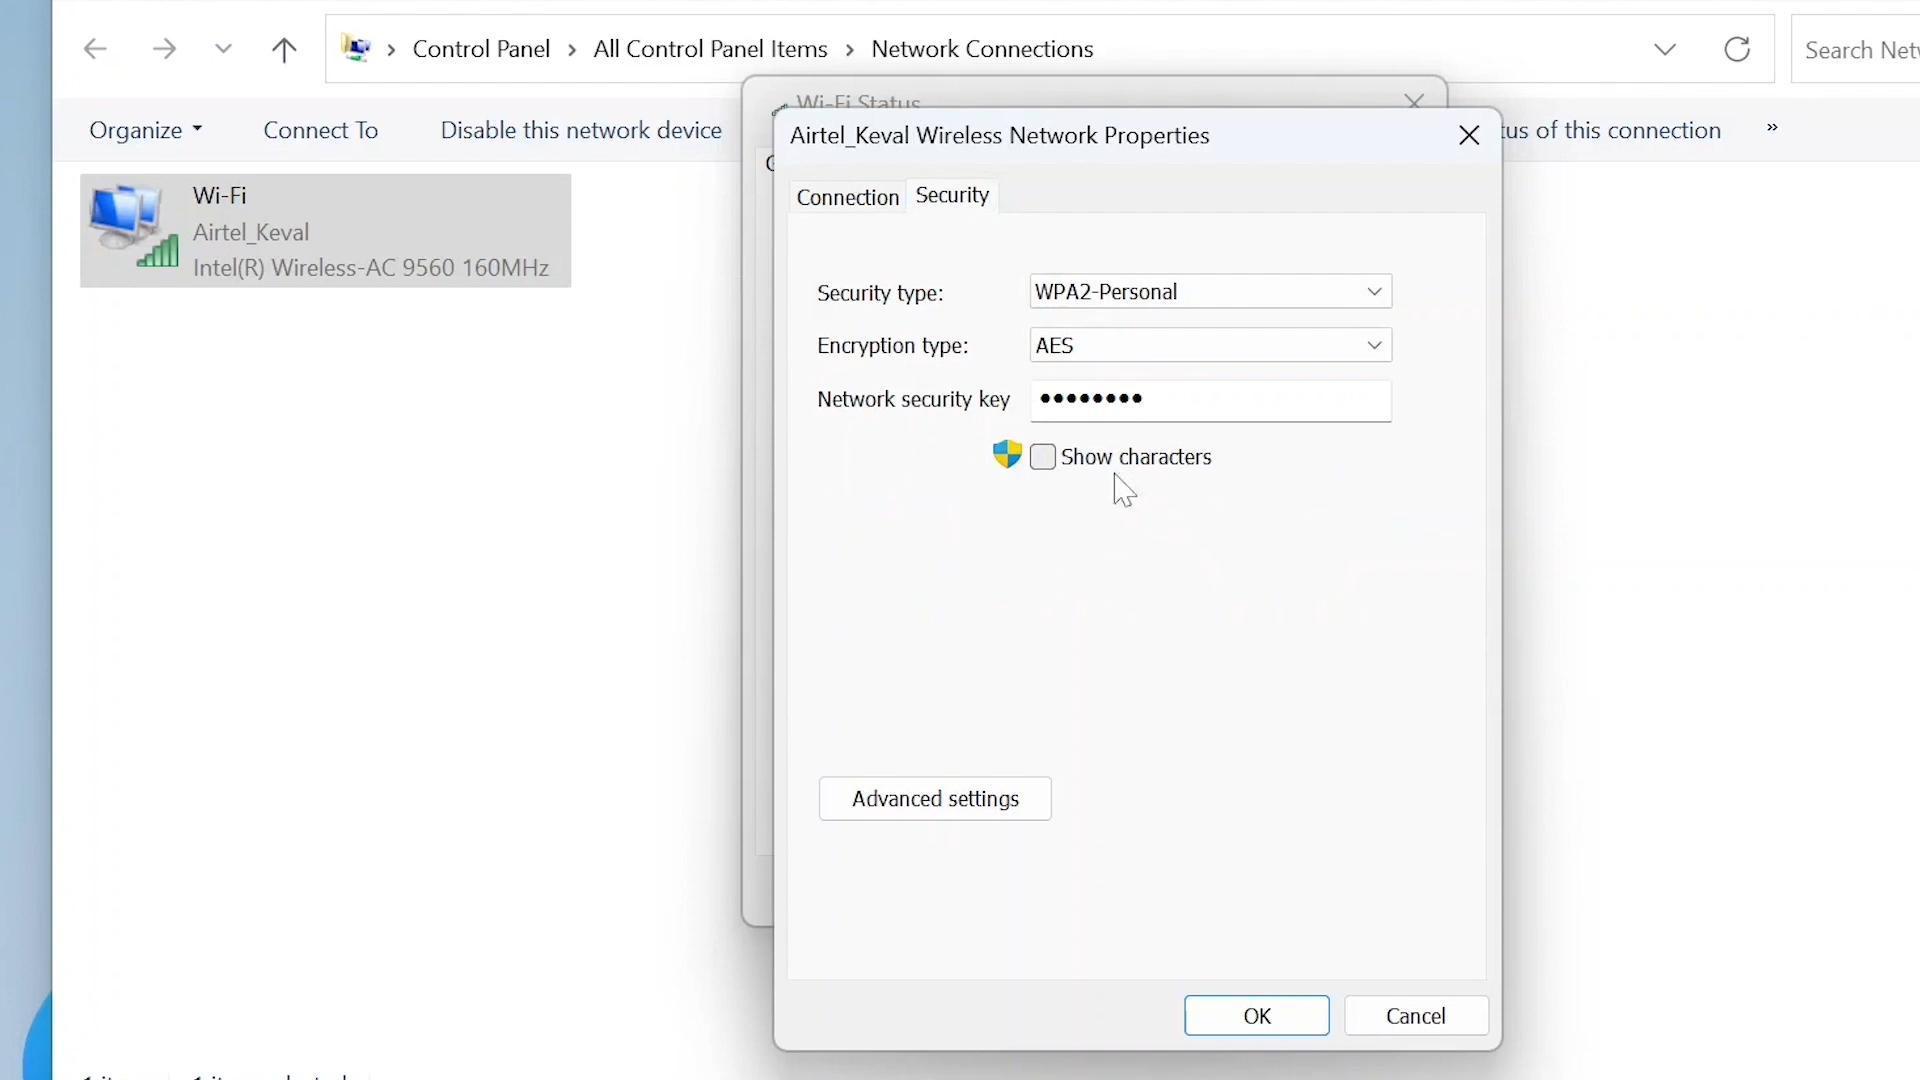 Control Panel > All Control Panel Items > Network Connections
Search Netw
Organize
Connect To
Disable this network device
tus of this connection
»
Wi-Fi
Airtel_Keval
Intel(R) Wireless-AC 9560 160MHz
Wi-Fi Status
Airtel_Keval Wireless Network Properties
Connection
Security
Security type:
WPA2-Personal
Encryption type:
AES
Network security key
••••••••
Show characters
Advanced settings
OK
Cancel